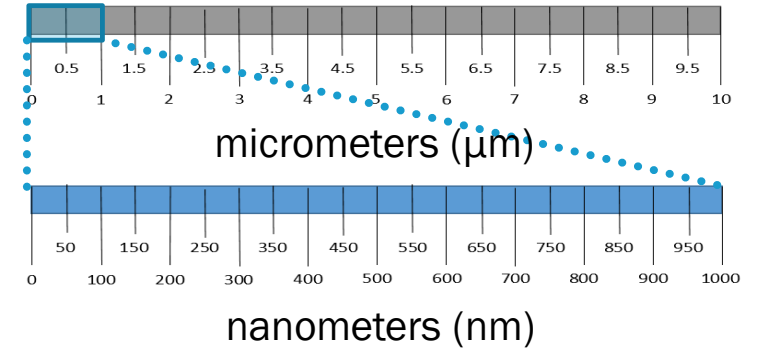 0.5 1.5 2.5 3.5 4.5 5.5 6.5 7.5 8.5 9.5
0 1 2 3 4 5 6 7 8 9 10
micrometers (μm)
50 150 250 350 450 550 650 750 850 950
0 100 200 300 400 500 600 700 800 900 1000
nanometers (nm)